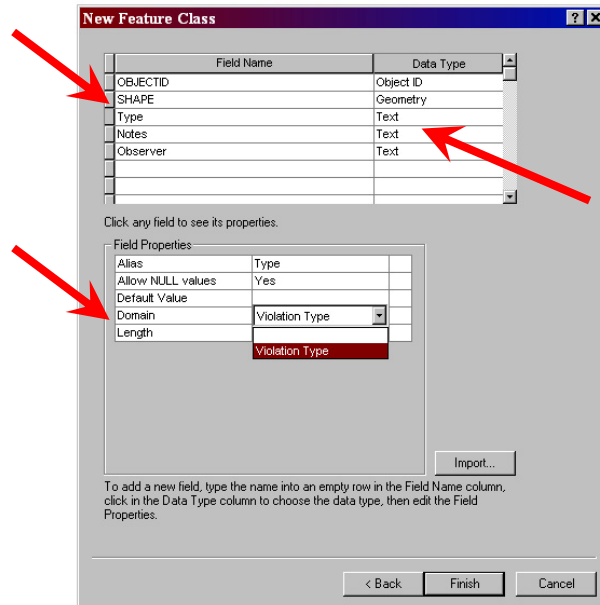 New Feature Class
Field Name Data Type
OBJECTID Object ID
SHAPE Geometry
Type Text
Notes Text
Observer Text
Click any field to see its properties.
Field Properties
Alias Type
Allow NULL values Yes
Default Value
Domain Violation Type
Length
Violation Type
Import...
To add a new field, type the name into an empty row in the Field Name column,
click in the Data Type column to choose the data type, then edit the Field
Properties.
< Back Finish Cancel